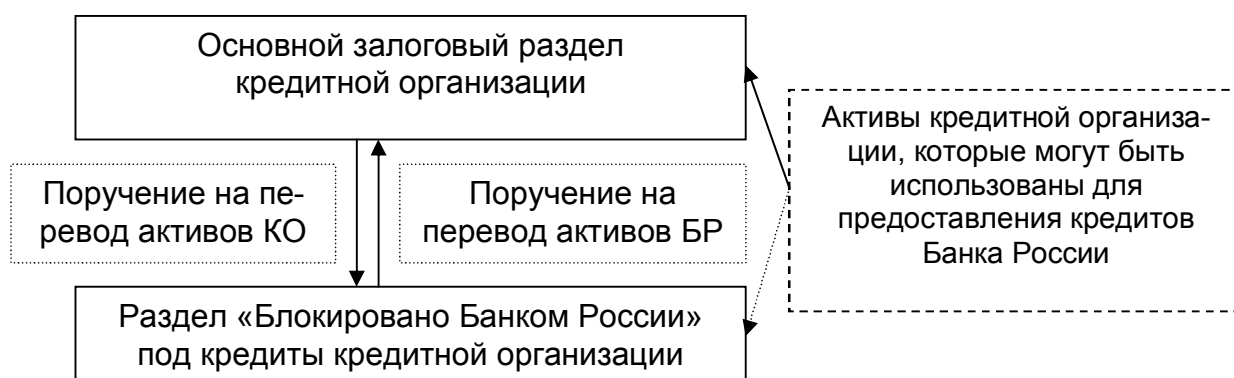 Основной залоговый раздел
кредитной организации
Активы кредитной организа-
ции, которые могут быть
использованы для
предоставления кредитов
Банка России
Поручение на пе-
ревод активов КО
Поручение на
перевод активов БР
Раздел «Блокировано Банком России»
под кредиты кредитной организации